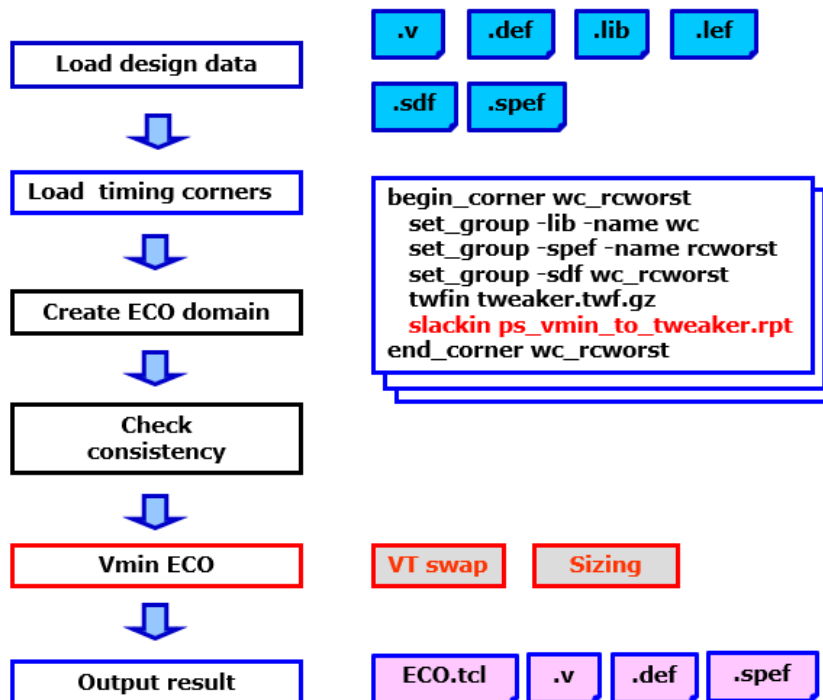 .v .def .lib .lef
Load design data
.sdf .spef
Load timing corners
begin_corner wc_rcworst
set_group -lib -name wc
set_group -spef -name rcworst
set_group -sdf wc_rcworst
twfin tweaker.twf.gz
slackin ps_vmin_to_tweaker.rpt
end_corner wc_rcworst
Create ECO domain
Check
consistency
Vmin ECO
VT swap
Sizing
Output result
ECO.tcl .v .def .spef